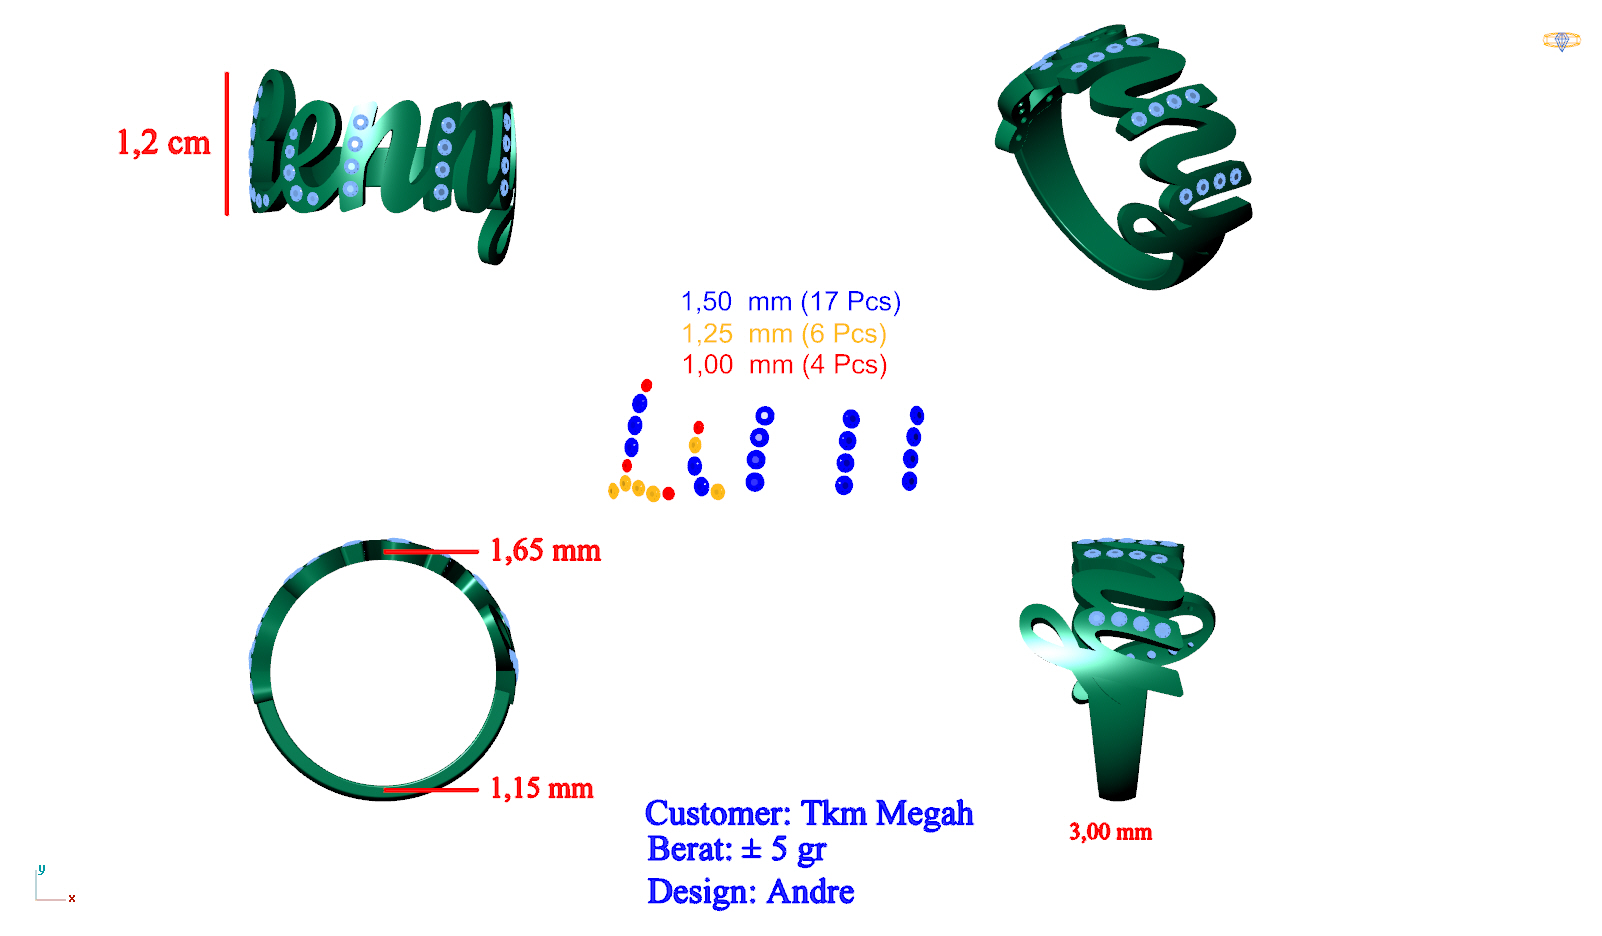 1,2 cm
Lenny
1,50 mm (17 Pcs)
1,25 mm (6 Pcs)
1,00 mm (4 Pcs)
1,65 mm
1,15 mm
Customer: Tkm Megah
Berat: ± 5 gr
Design: Andre
3,00 mm
y
x